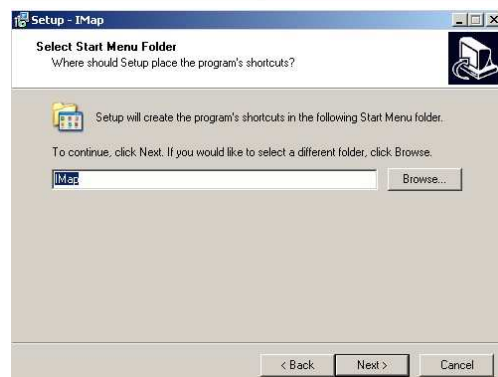 Setup - IMap
Select Start Menu Folder
Where should Setup place the program's shortcuts?
Setup will create the program's shortcuts in the following Start Menu folder.
To continue, click Next. If you would like to select a different folder, click Browse.
IMap
Browse...
< Back
Next >
Cancel